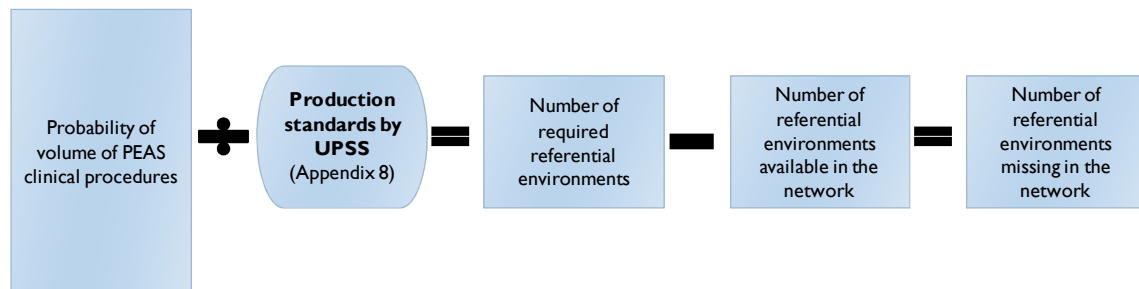 Probability of
volume of PEAS
clinical procedures
Production
standards by
UPSS
(Appendix 8)
Number of
required
referential
environments
Number of
referential
environments
available in the
network
Number of
referential
environments
missing in the
network